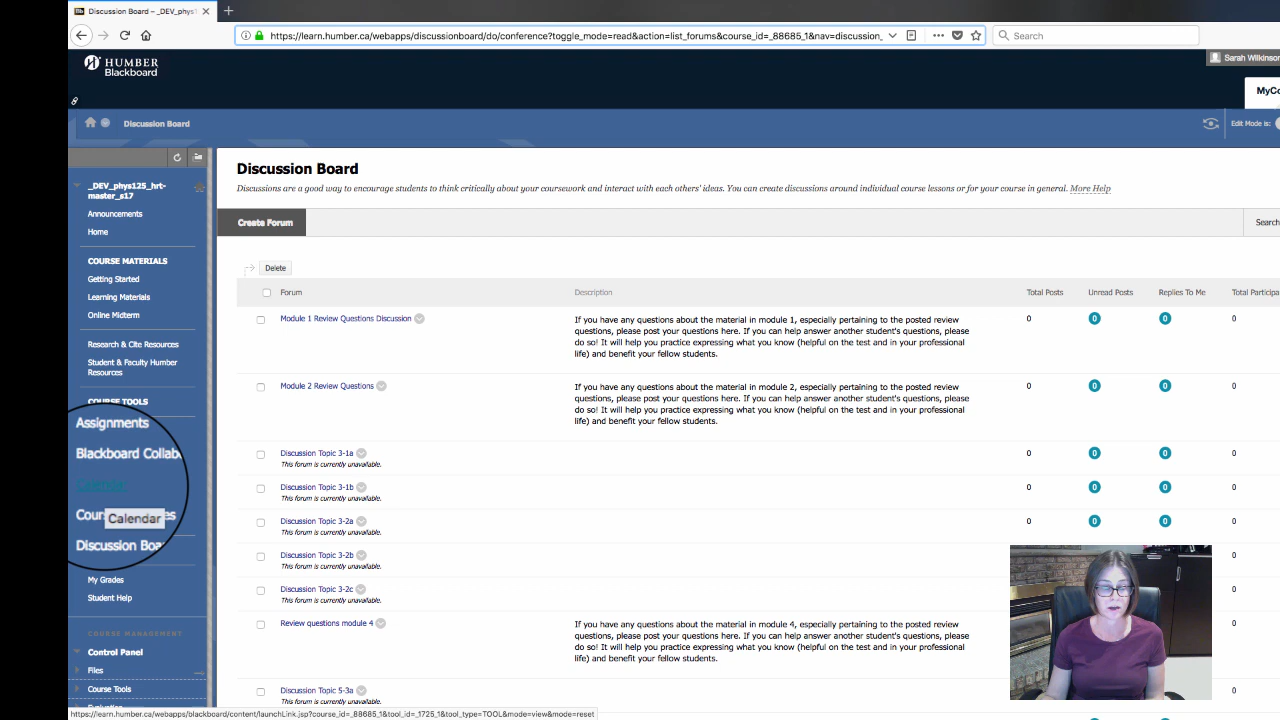 Discussion Board – _DEV_phys1
https://learn.humber.ca/webapps/discussionboard/do/conference?toggle_mode=read&action=list_forums&course_id=_88685_1&nav=discussion_
Search
HUMBER
Blackboard
Sarah Wilkinson
MyCo
Discussion Board
Edit Mode is:
_DEV_phys125_hrt-
master_s17
Announcements
Home
COURSE MATERIALS
Getting Started
Learning Materials
Online Midterm
Research & Cite Resources
Student & Faculty Humber
Resources
COURSE TOOLS
Assignments
Blackboard Collab
Calendar
Cour
es
Calendar
Discussion Boa
My Grades
Student Help
COURSE MANAGEMENT
Control Panel
Files
Course Tools
Evaluation
Discussion Board
Discussions are a good way to encourage students to think critically about your coursework and interact with each others' ideas. You can create discussions around individual course lessons or for your course in general. More Help
Create Forum
Search
Delete
Forum
Description
Total Posts
Unread Posts
Replies To Me
Total Participa
Module 1 Review Questions Discussion
If you have any questions about the material in module 1, especially pertaining to the posted review
questions, please post your questions here. If you can help answer another student's questions, please
do so! It will help you practice expressing what you know (helpful on the test and in your professional
life) and benefit your fellow students.
0
0
0
0
Module 2 Review Questions
If you have any questions about the material in module 2, especially pertaining to the posted review
questions, please post your questions here. If you can help answer another student's questions, please
do so! It will help you practice expressing what you know (helpful on the test and in your professional
life) and benefit your fellow students.
0
0
0
0
Discussion Topic 3-1a
This forum is currently unavailable.
0
0
0
0
Discussion Topic 3-1b
This forum is currently unavailable.
0
0
0
0
Discussion Topic 3-2a
This forum is currently unavailable.
0
0
0
0
Discussion Topic 3-2b
This forum is currently unavailable.
0
Discussion Topic 3-2c
This forum is currently unavailable.
0
Review questions module 4
If you have any questions about the material in module 4, especially pertaining to the posted review
questions, please post your questions here. If you can help answer another student's questions, please
do so! It will help you practice expressing what you know (helpful on the test and in your professional
life) and benefit your fellow students.
0
Discussion Topic 5-3a
This forum is currently unavailable.
0
https://learn.humber.ca/webapps/blackboard/content/launchLink.jsp?course_id=_88685_1&tool_id=_1725_1&tool_type=TOOL&mode=view&mode=reset